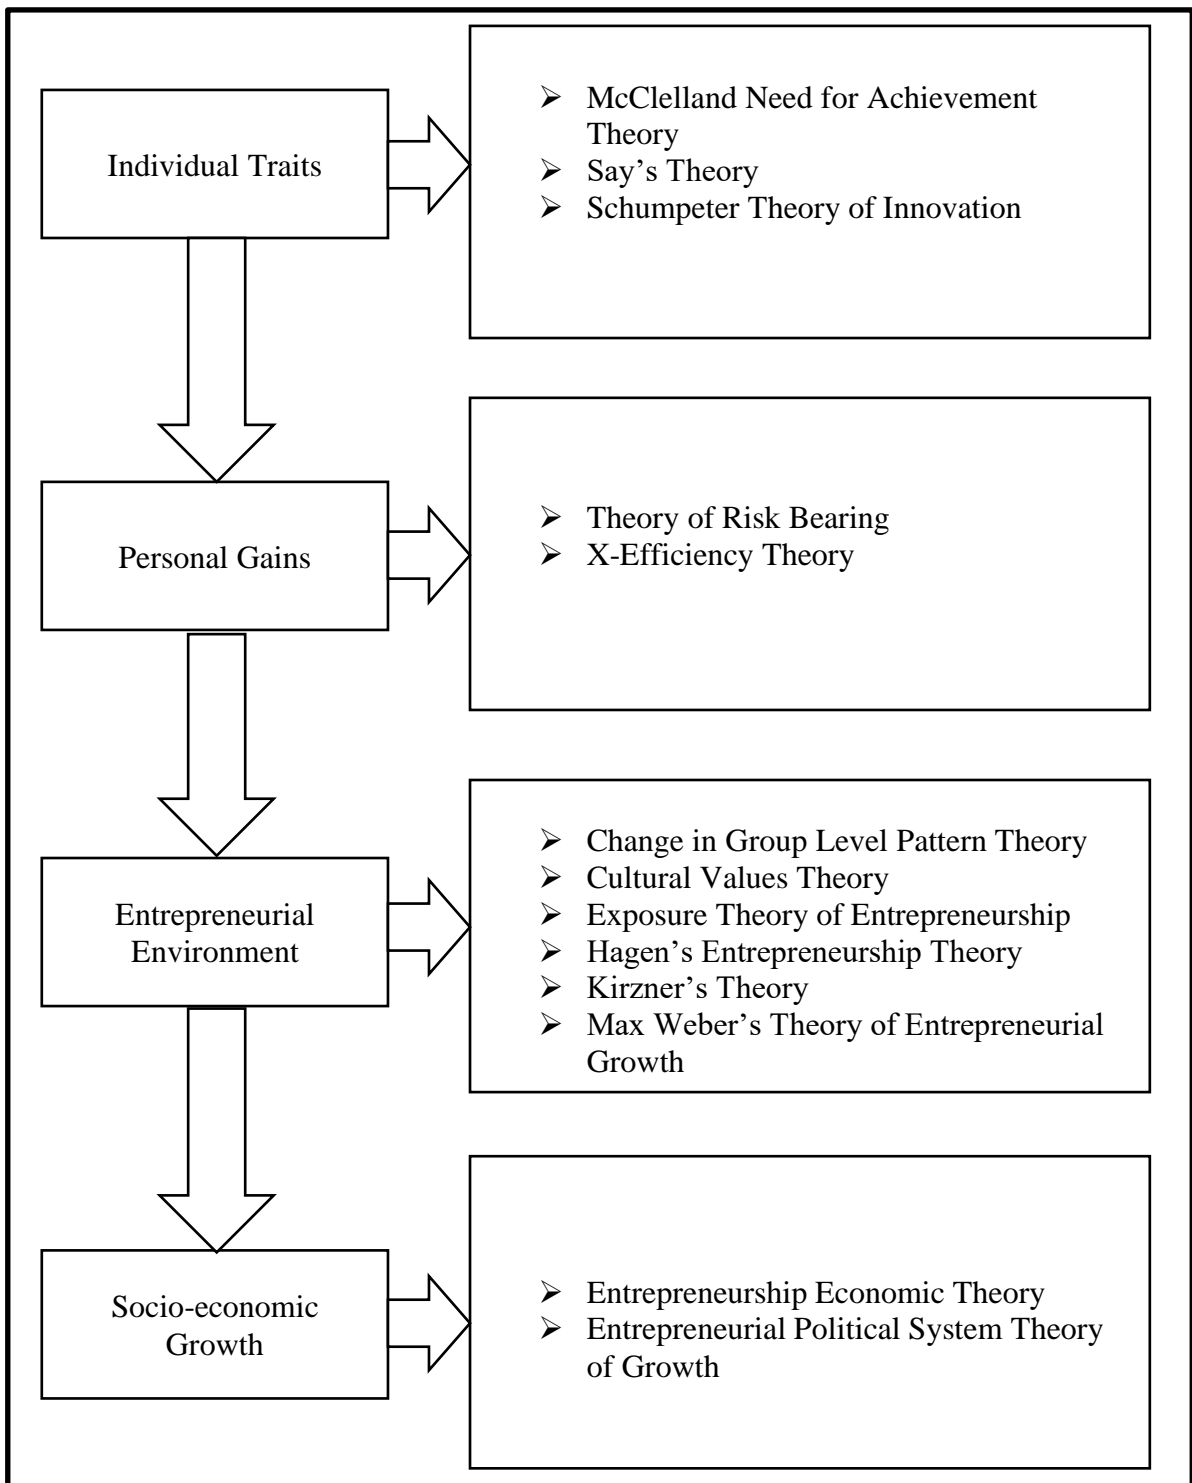 Individual Traits
➢ McClelland Need for Achievement
Theory
➢ Say’s Theory
➢ Schumpeter Theory of Innovation
Personal Gains
➢ Theory of Risk Bearing
➢ X-Efficiency Theory
Entrepreneurial
Environment
➢ Change in Group Level Pattern Theory
➢ Cultural Values Theory
➢ Exposure Theory of Entrepreneurship
➢ Hagen’s Entrepreneurship Theory
➢ Kirzner’s Theory
➢ Max Weber’s Theory of Entrepreneurial
Growth
Socio-economic
Growth
➢ Entrepreneurship Economic Theory
➢ Entrepreneurial Political System Theory
of Growth